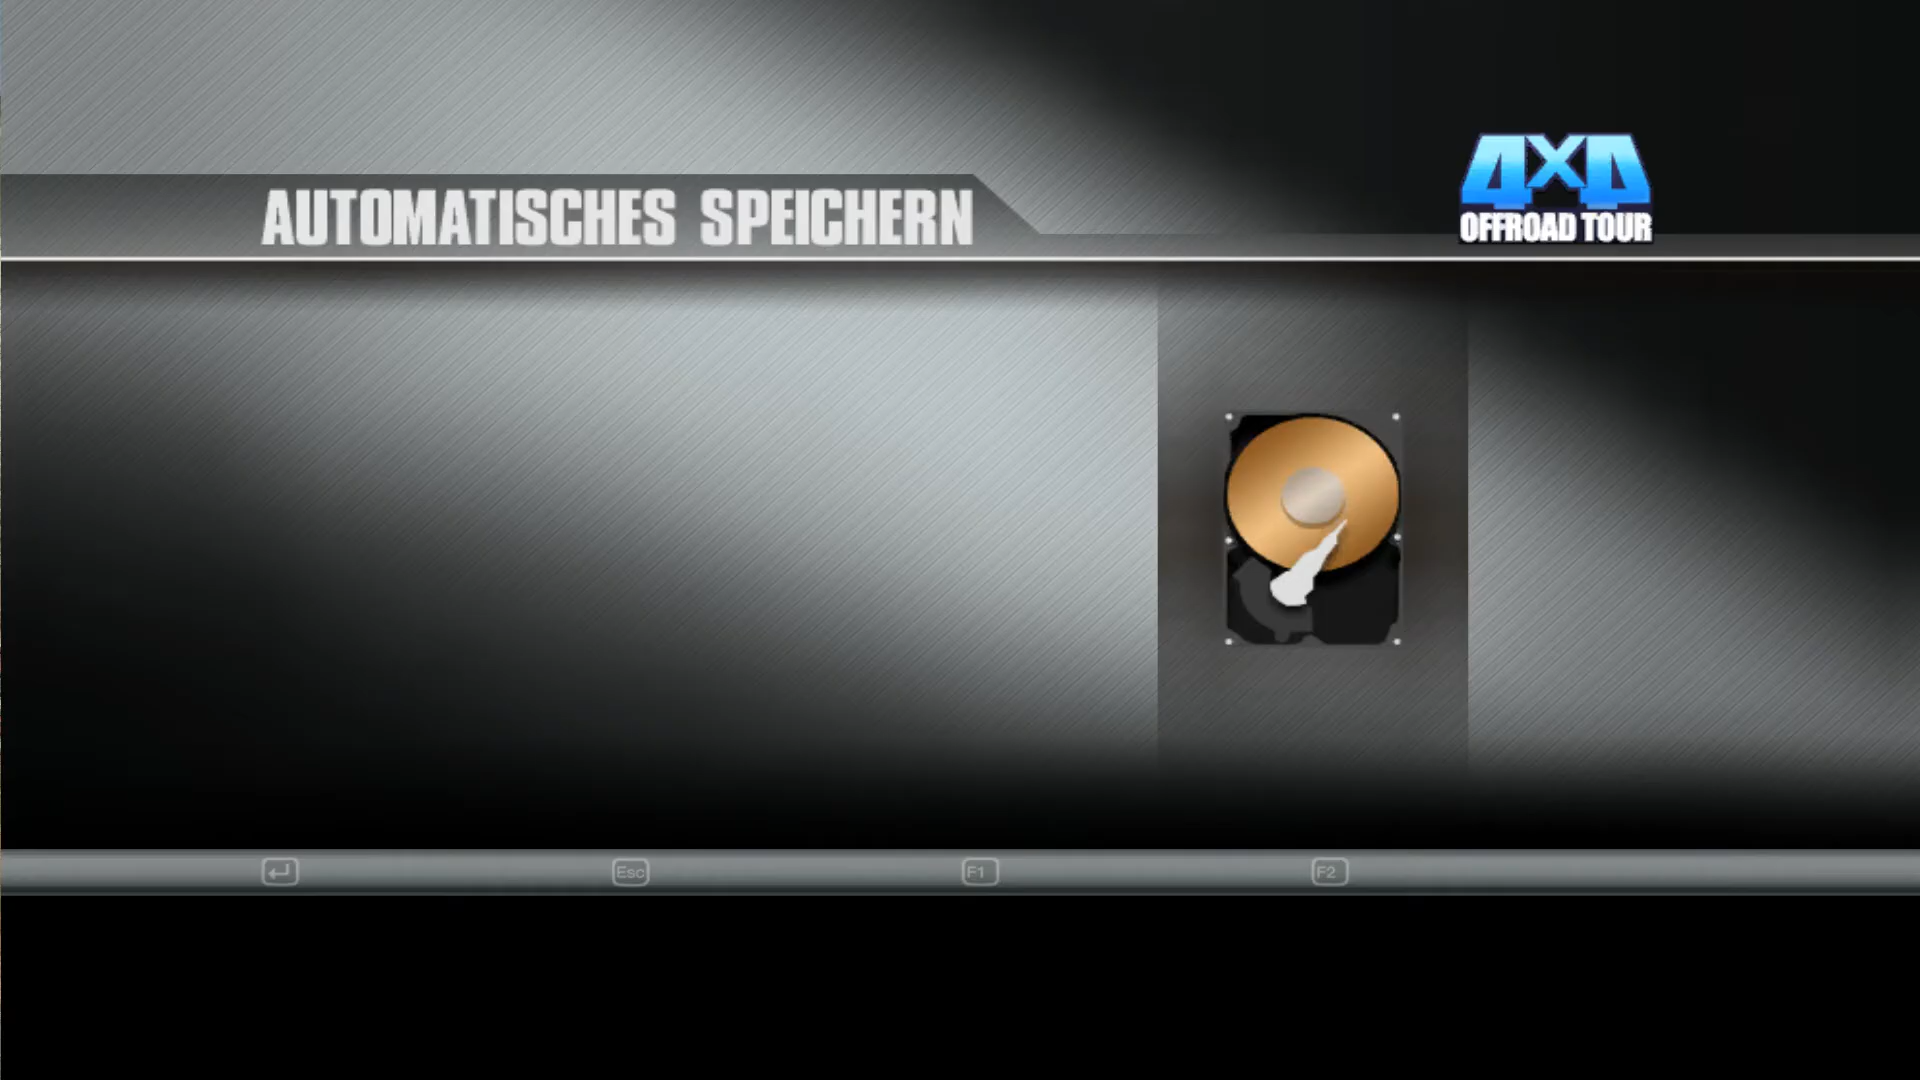 AUTOMATISCHES SPEICHERN
4X4
OFFROAD TOUR
Esc
F1
F2